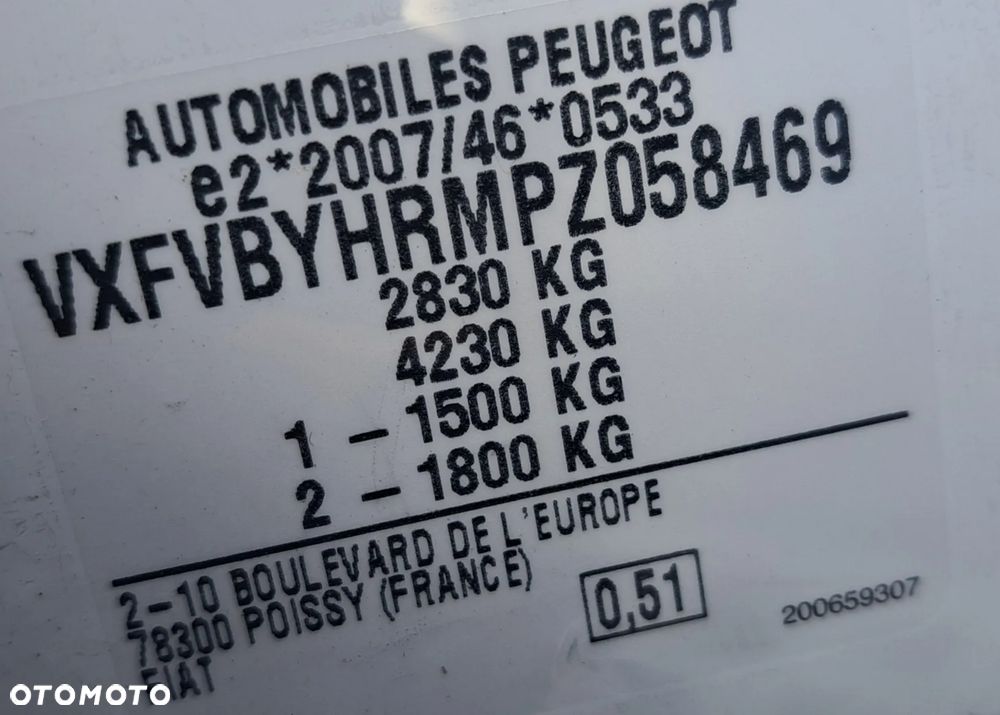 AUTOMOBILES PEUGEOT
e2*2007/46*0533
VXFVBYHRMPZ058469
2830 KG
4230 KG
1 - 1500 KG
2 - 1800 KG
2-10 BOULEVARD DE L'EUROPE
78300 POISSY (FRANCE)
FIAT
0,51
200659307
OTOMOTO